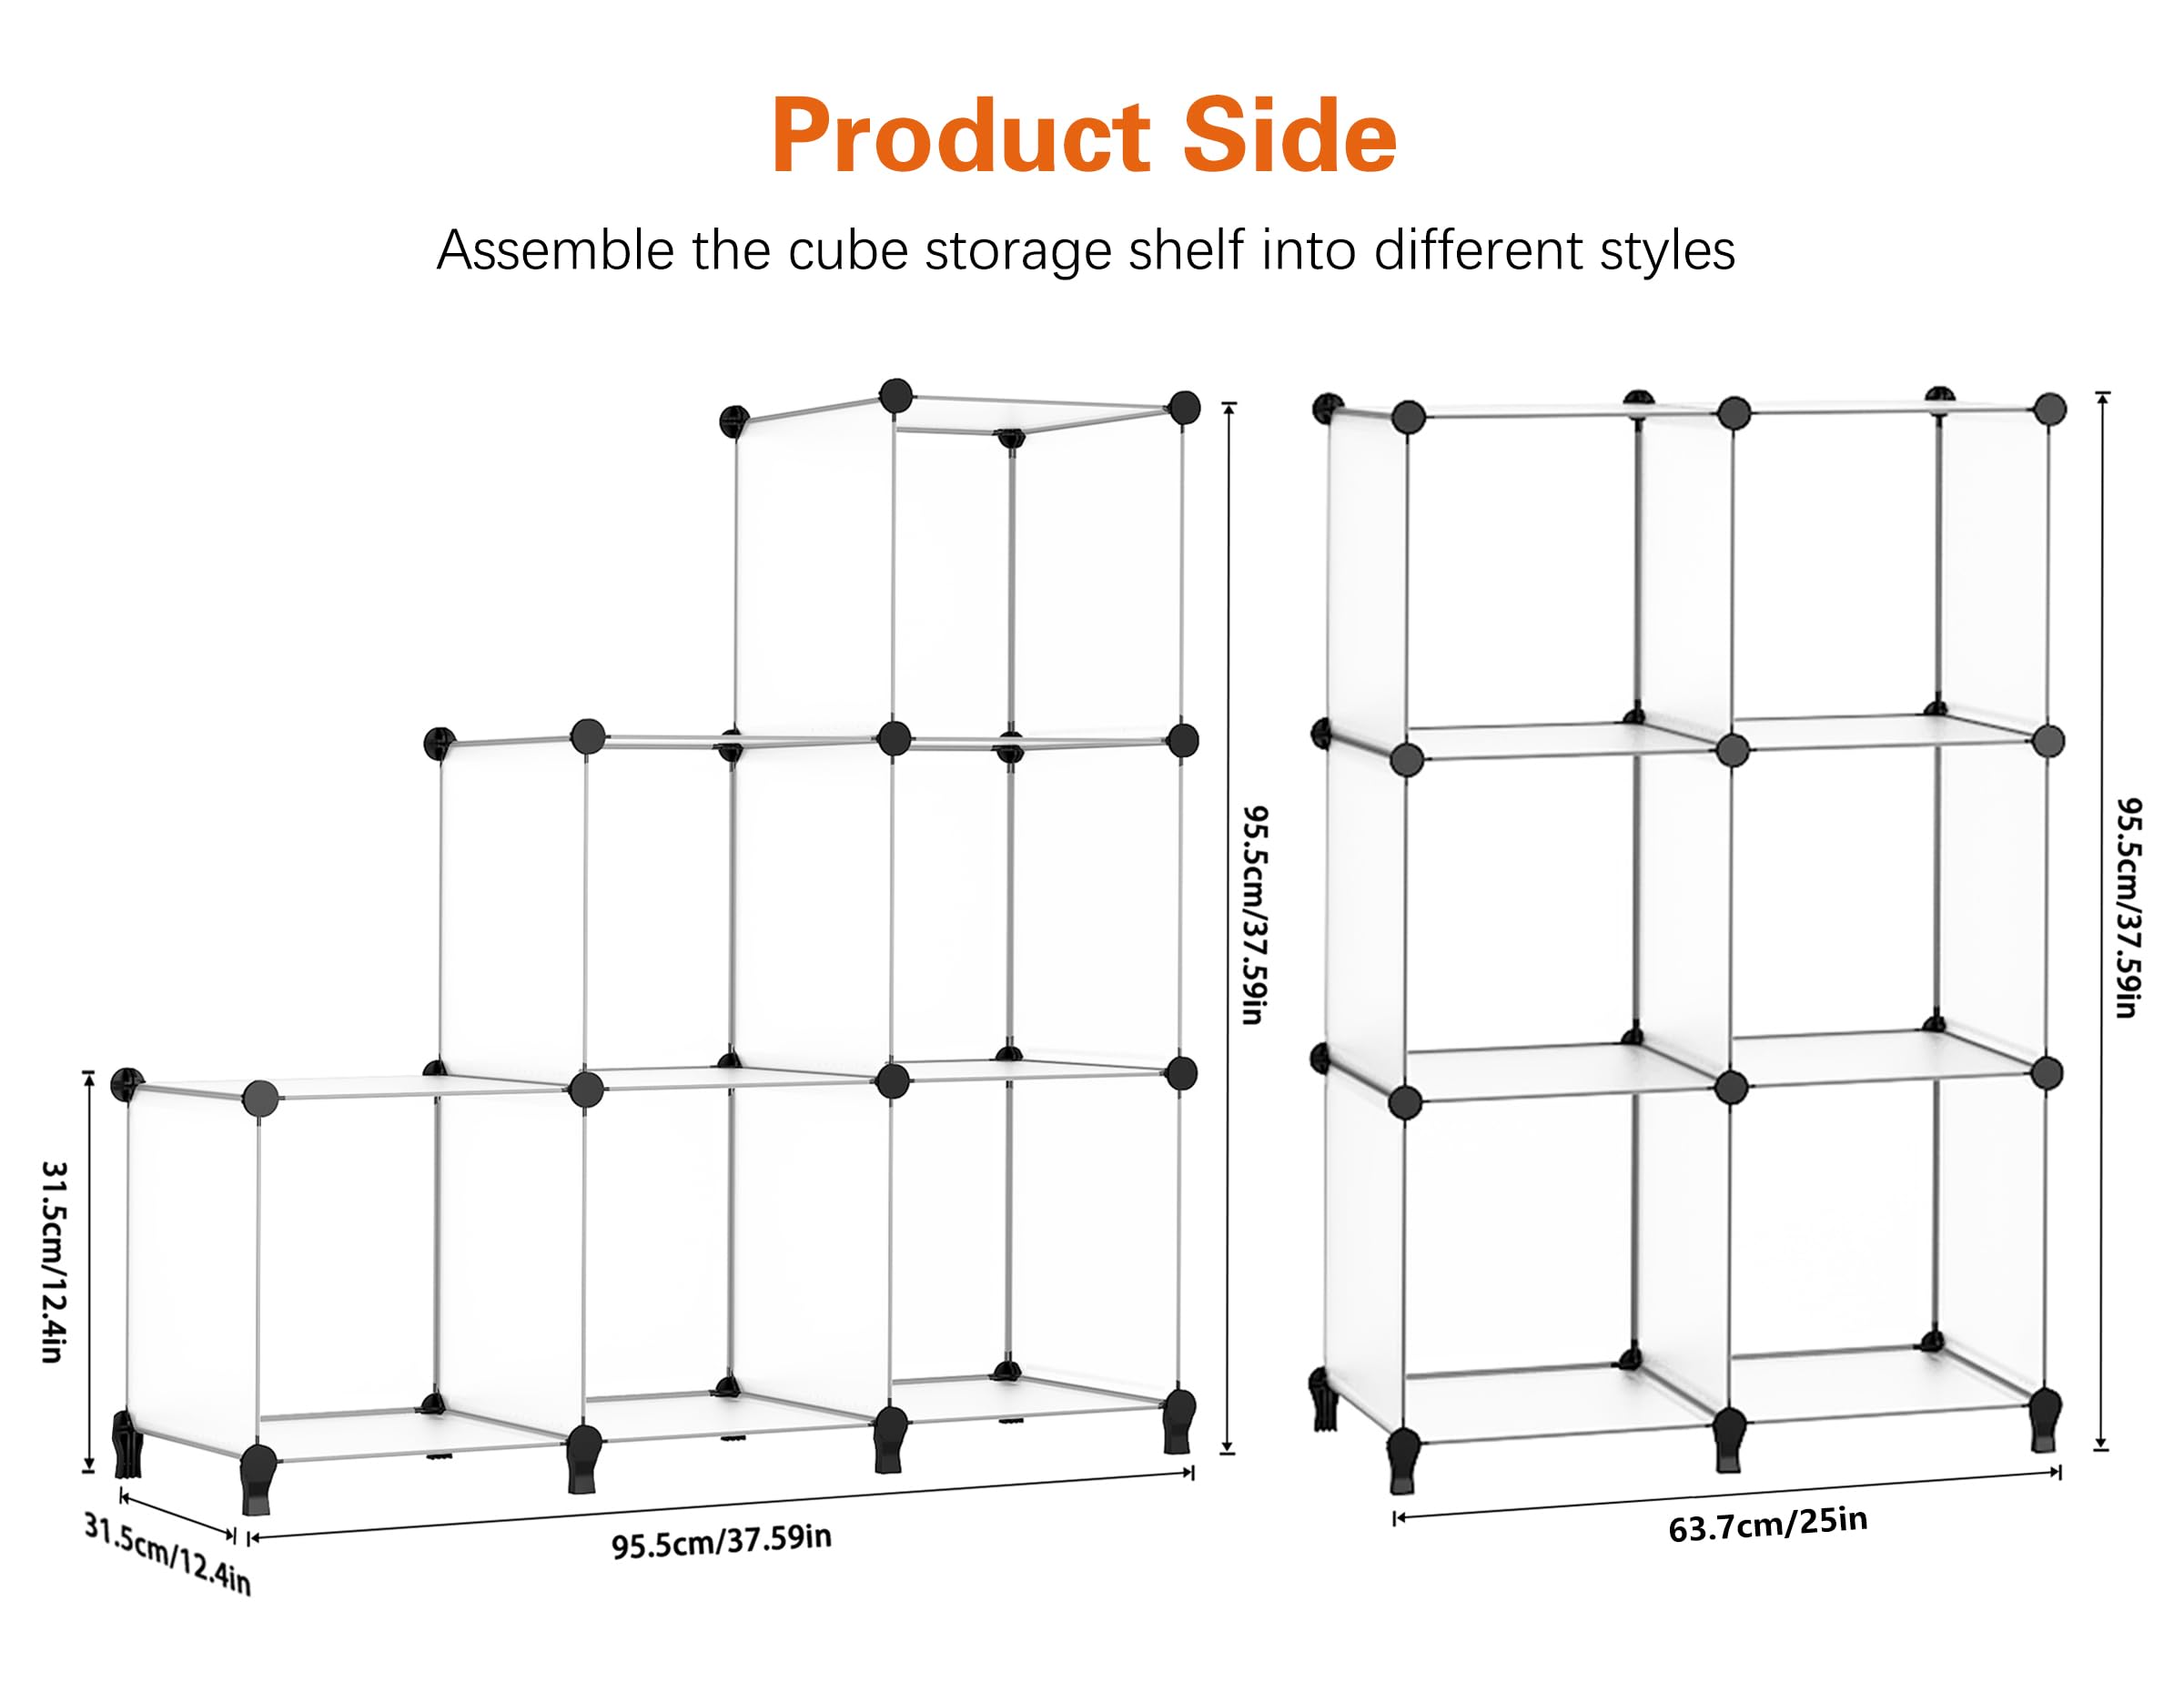 Product Side
Assemble the cube storage shelf into different styles
95.5cm/37.59in
95.5cm/37.59in
31.5cm/12.4in
31.5cm/12.4in
95.5cm/37.59in
63.7cm/25in